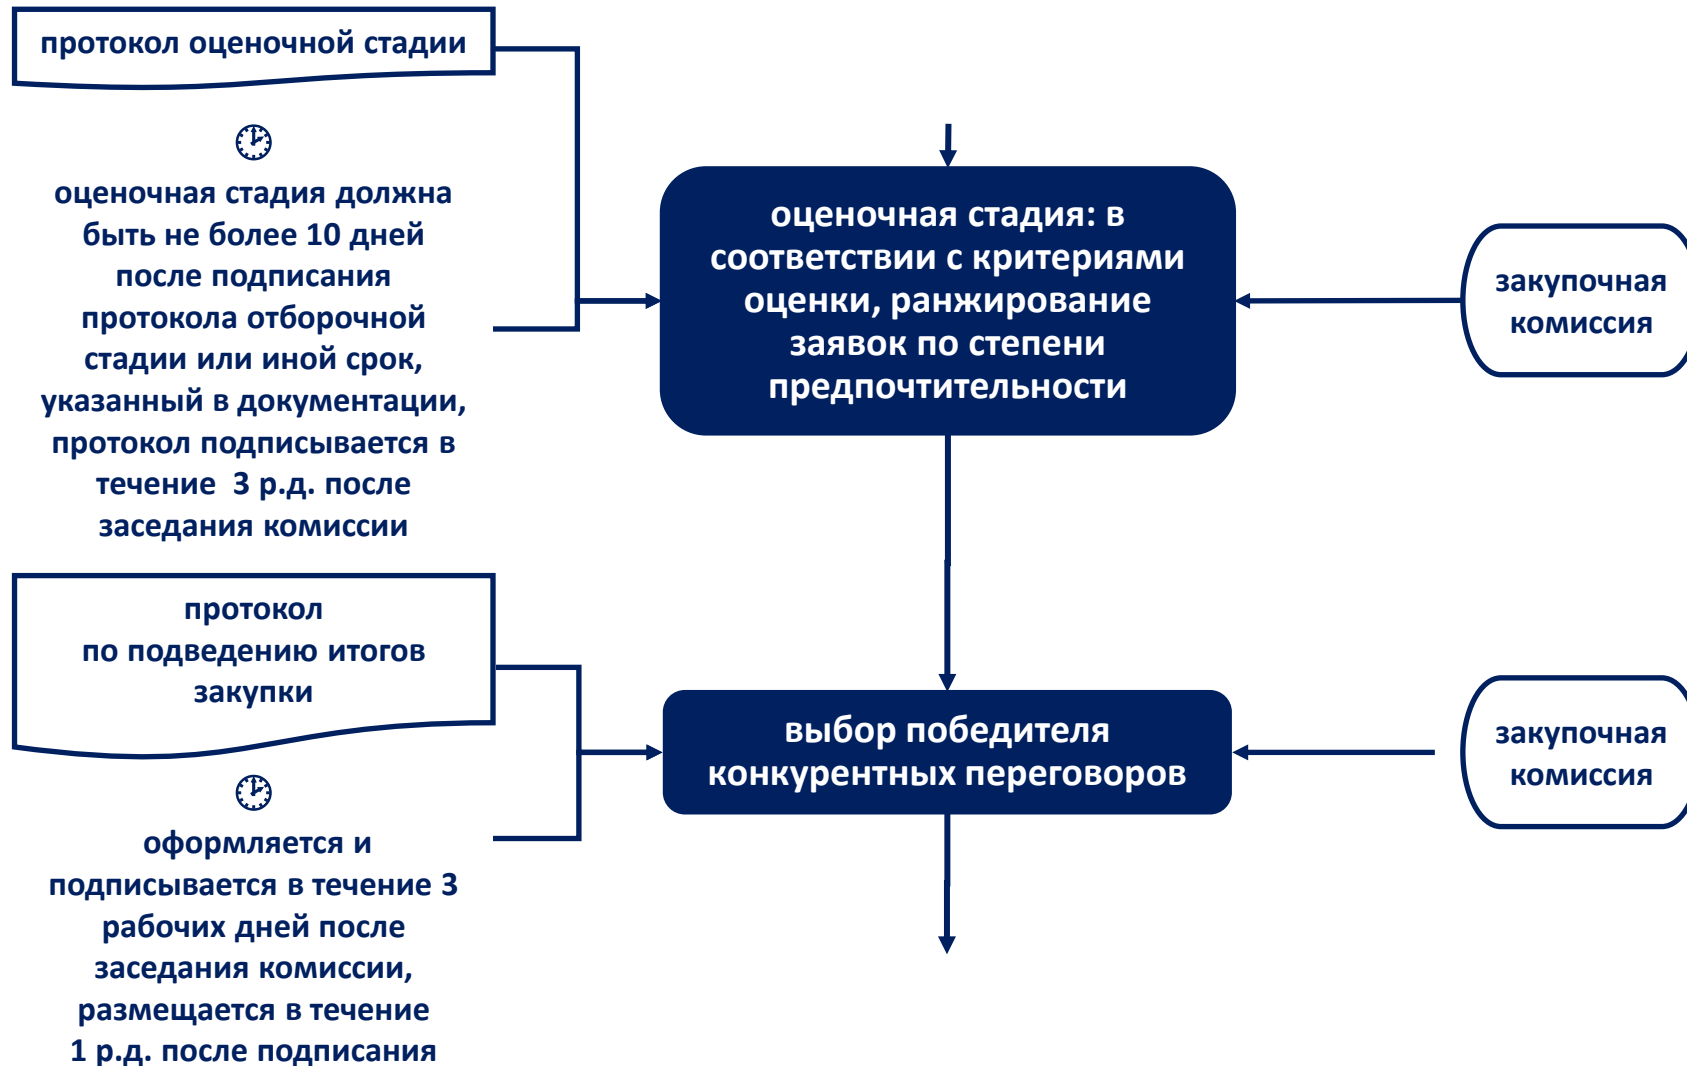 протокол оценочной стадии
оценочная стадия должна
быть не более 10 дней
после подписания
протокола отборочной
стадии или иной срок,
указанный в документации,
протокол подписывается в
течение 3 р.д. после
заседания комиссии
оценочная стадия: в
соответствии с критериями
оценки, ранжирование
заявок по степени
предпочтительности
закупочная
комиссия
протокол
по подведению итогов
закупки
оформляется и
подписывается в течение 3
рабочих дней после
заседания комиссии,
размещается в течение
1 р.д. после подписания
выбор победителя
конкурентных переговоров
закупочная
комиссия